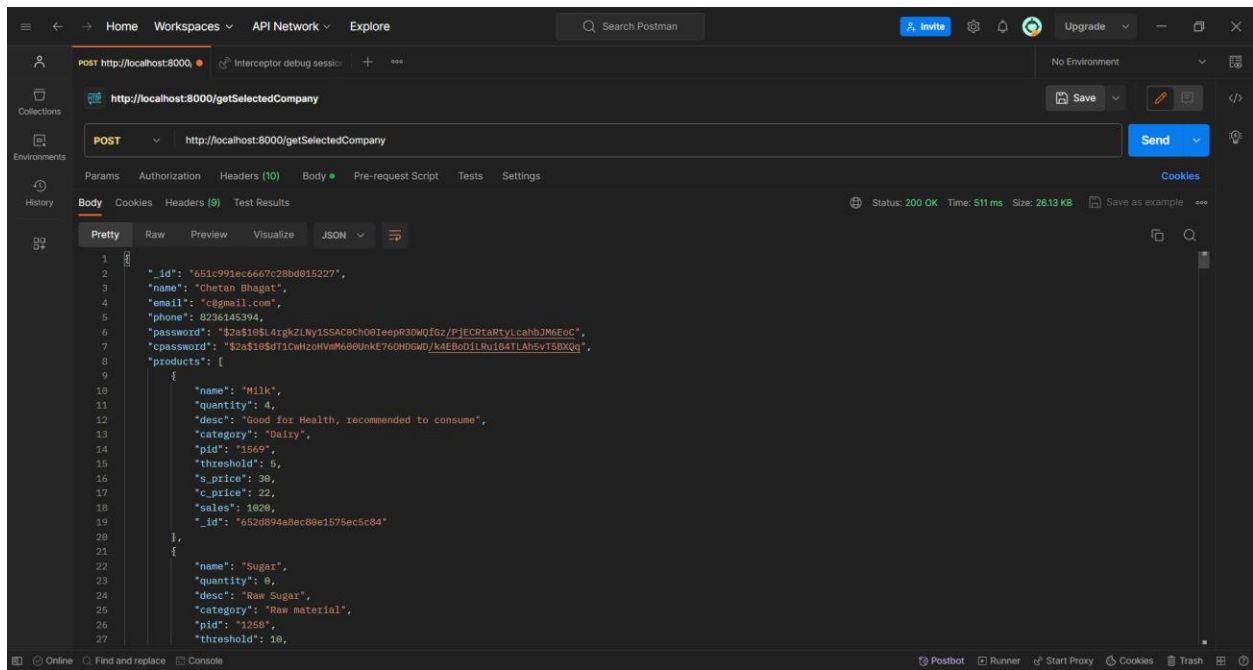 Home Workspaces API Network Explore Search Postman Invite Upgrade
POST http://localhost:8000/ Interceptor debug session No Environment
http://localhost:8000/getSelectedCompany Save
Collections
POST http://localhost:8000/getSelectedCompany Send
Environments
Params Authorization Headers (10) Body Pre-request Script Tests Settings Cookies
History
Body Cookies Headers (9) Test Results Status: 200 OK Time: 511 ms Size: 26.13 KB Save as example
Pretty Raw Preview Visualize JSON
1 {
2 "_id": "651c991ec6667c28bd015227",
3 "name": "Chetan Bhagat",
4 "email": "c@gmail.com",
5 "phone": 8236145394,
6 "password": "$2a$10$L4rgkZLNy1SSAC0ChO0IeepR3DWQfGz/PjECRtaRtyLcahbJM6EoC",
7 "cpassword": "$2a$10$dT1CwHzoHVmM600UnkE76OHDGWD/k4EBoDiLRui84TLAh5vT5BXQq",
8 "products": [
9 {
10 "name": "Milk",
11 "quantity": 4,
12 "desc": "Good for Health, recommended to consume",
13 "category": "Dairy",
14 "pid": "1569",
15 "threshold": 5,
16 "s_price": 30,
17 "c_price": 22,
18 "sales": 1020,
19 "_id": "652d894a8ec80e1575ec5c84"
20 },
21 {
22 "name": "Sugar",
23 "quantity": 0,
24 "desc": "Raw Sugar",
25 "category": "Raw material",
26 "pid": "1258",
27 "threshold": 10,
Online Find and replace Console Postbot Runner Start Proxy Cookies Trash